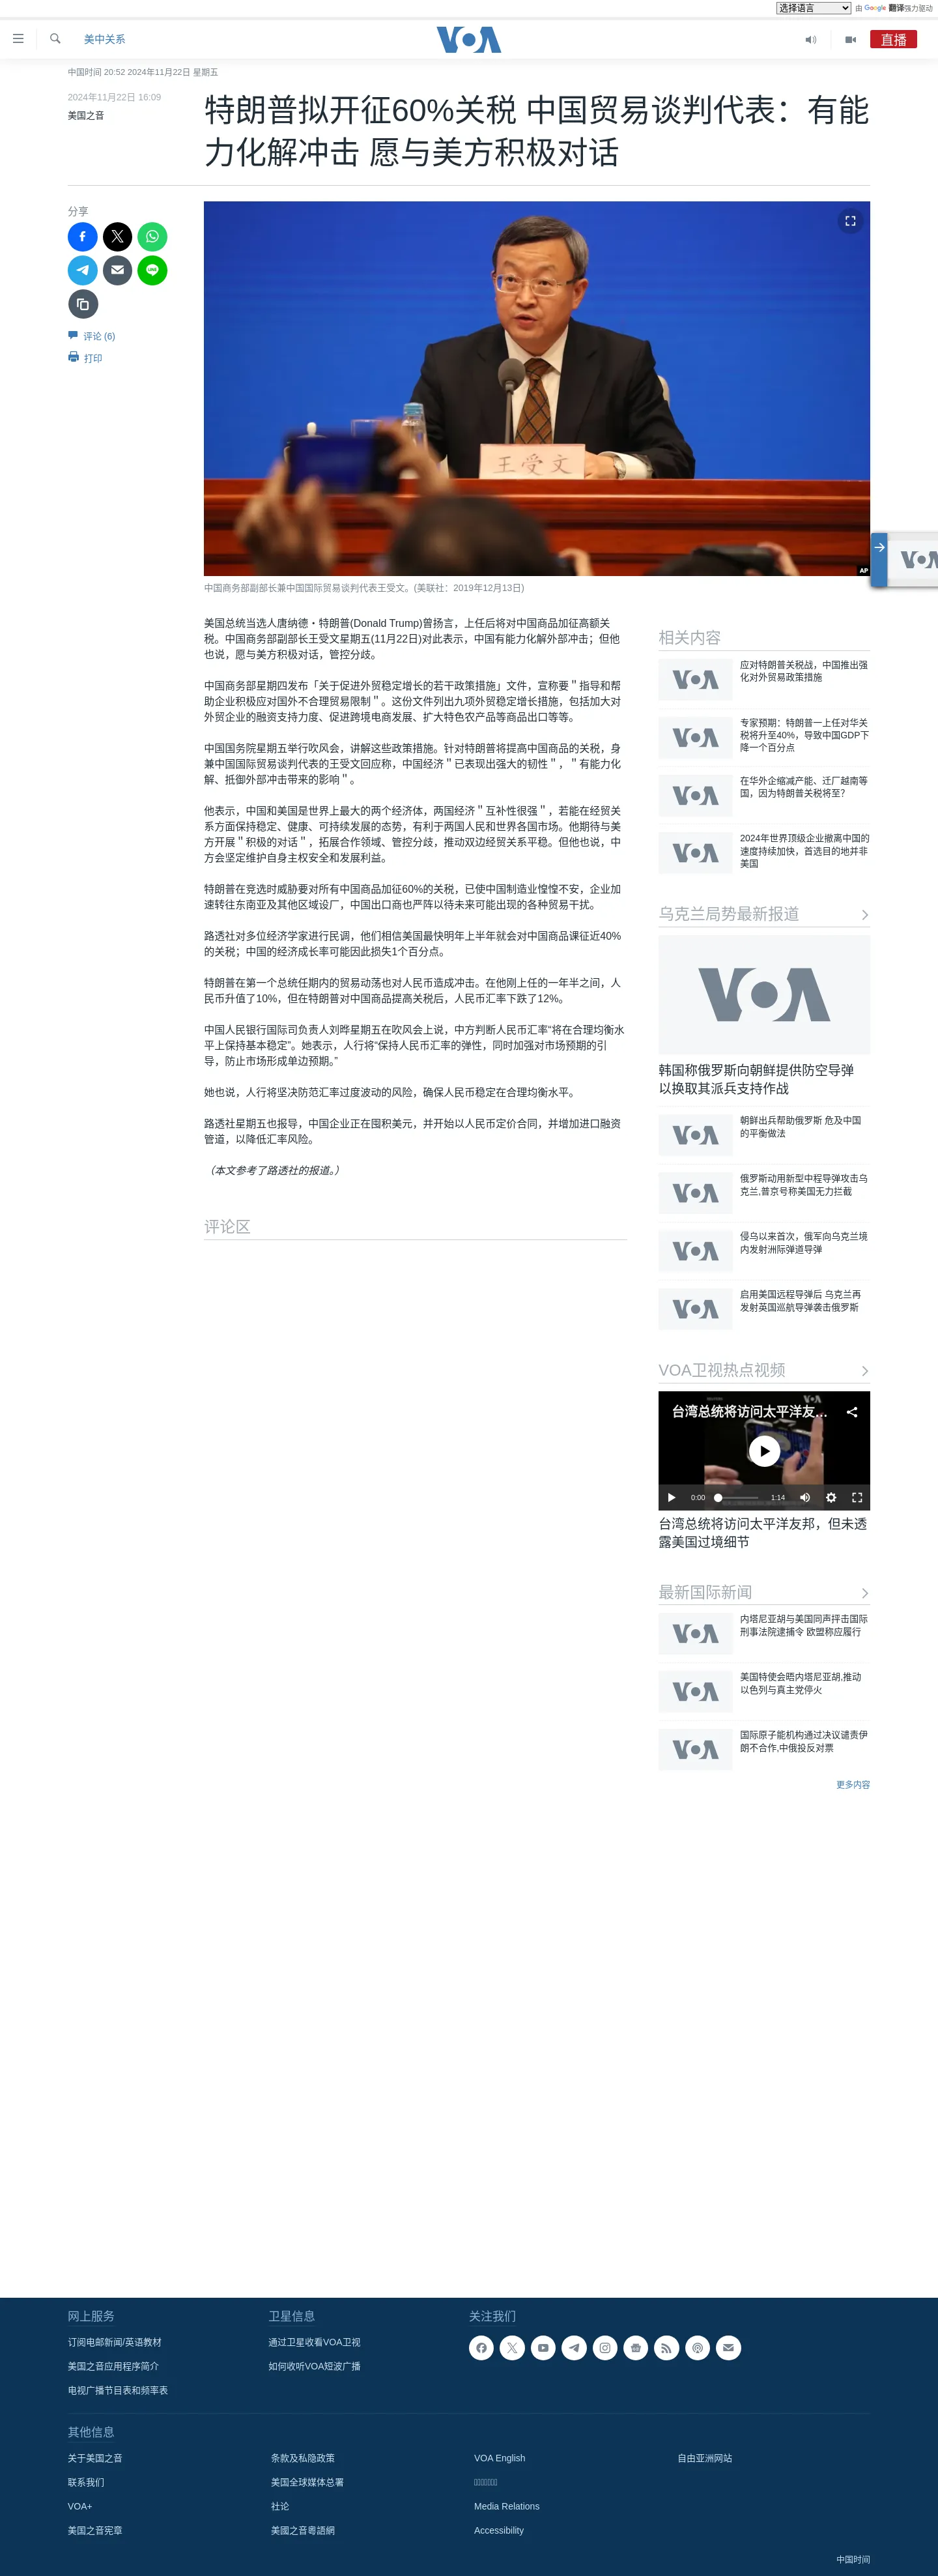 选择语言 由 Google 翻译强力驱动
美中关系
VOA
直播
中国时间 20:52 2024年11月22日 星期五
2024年11月22日 16:09
美国之音
特朗普拟开征60%关税 中国贸易谈判代表：有能
力化解冲击 愿与美方积极对话
分享
评论 (6)
打印
王受文
AP
中国商务部副部长兼中国国际贸易谈判代表王受文。(美联社：2019年12月13日)
美国总统当选人唐纳德・特朗普(Donald Trump)曾扬言，上任后将对中国商品加征高额关
税。中国商务部副部长王受文星期五(11月22日)对此表示，中国有能力化解外部冲击；但他
也说，愿与美方积极对话，管控分歧。
中国商务部星期四发布「关于促进外贸稳定增长的若干政策措施」文件，宣称要＂指导和帮
助企业积极应对国外不合理贸易限制＂。这份文件列出九项外贸稳定增长措施，包括加大对
外贸企业的融资支持力度、促进跨境电商发展、扩大特色农产品等商品出口等等。
中国国务院星期五举行吹风会，讲解这些政策措施。针对特朗普将提高中国商品的关税，身
兼中国国际贸易谈判代表的王受文回应称，中国经济＂已表现出强大的韧性＂，＂有能力化
解、抵御外部冲击带来的影响＂。
他表示，中国和美国是世界上最大的两个经济体，两国经济＂互补性很强＂，若能在经贸关
系方面保持稳定、健康、可持续发展的态势，有利于两国人民和世界各国市场。他期待与美
方开展＂积极的对话＂，拓展合作领域、管控分歧，推动双边经贸关系平稳。但他也说，中
方会坚定维护自身主权安全和发展利益。
特朗普在竞选时威胁要对所有中国商品加征60%的关税，已使中国制造业惶惶不安，企业加
速转往东南亚及其他区域设厂，中国出口商也严阵以待未来可能出现的各种贸易干扰。
路透社对多位经济学家进行民调，他们相信美国最快明年上半年就会对中国商品课征近40%
的关税；中国的经济成长率可能因此损失1个百分点。
特朗普在第一个总统任期内的贸易动荡也对人民币造成冲击。在他刚上任的一年半之间，人
民币升值了10%，但在特朗普对中国商品提高关税后，人民币汇率下跌了12%。
中国人民银行国际司负责人刘晔星期五在吹风会上说，中方判断人民币汇率“将在合理均衡水
平上保持基本稳定”。她表示，人行将“保持人民币汇率的弹性，同时加强对市场预期的引
导，防止市场形成单边预期。”
她也说，人行将坚决防范汇率过度波动的风险，确保人民币稳定在合理均衡水平。
路透社星期五也报导，中国企业正在囤积美元，并开始以人民币定价合同，并增加进口融资
管道，以降低汇率风险。
（本文参考了路透社的报道。）
评论区
相关内容
应对特朗普关税战，中国推出强
化对外贸易政策措施
专家预期：特朗普一上任对华关
税将升至40%，导致中国GDP下
降一个百分点
在华外企缩减产能、迁厂越南等
国，因为特朗普关税将至?
2024年世界顶级企业撤离中国的
速度持续加快，首选目的地并非
美国
乌克兰局势最新报道
韩国称俄罗斯向朝鲜提供防空导弹
以换取其派兵支持作战
朝鲜出兵帮助俄罗斯 危及中国
的平衡做法
俄罗斯动用新型中程导弹攻击乌
克兰,普京号称美国无力拦截
侵乌以来首次，俄军向乌克兰境
内发射洲际弹道导弹
启用美国远程导弹后 乌克兰再
发射英国巡航导弹袭击俄罗斯
VOA卫视热点视频
台湾总统将访问太平洋友...
0:00 1:14
台湾总统将访问太平洋友邦，但未透
露美国过境细节
最新国际新闻
内塔尼亚胡与美国同声抨击国际
刑事法院逮捕令 欧盟称应履行
美国特使会晤内塔尼亚胡,推动
以色列与真主党停火
国际原子能机构通过决议谴责伊
朗不合作,中俄投反对票
更多内容
网上服务
订阅电邮新闻/英语教材
美国之音应用程序简介
电视广播节目表和频率表
卫星信息
通过卫星收看VOA卫视
如何收听VOA短波广播
关注我们
其他信息
关于美国之音
联系我们
VOA+
美国之音宪章
条款及私隐政策
美国全球媒体总署
社论
美國之音粵語網
VOA English
Media Relations
Accessibility
自由亚洲网站
中国时间